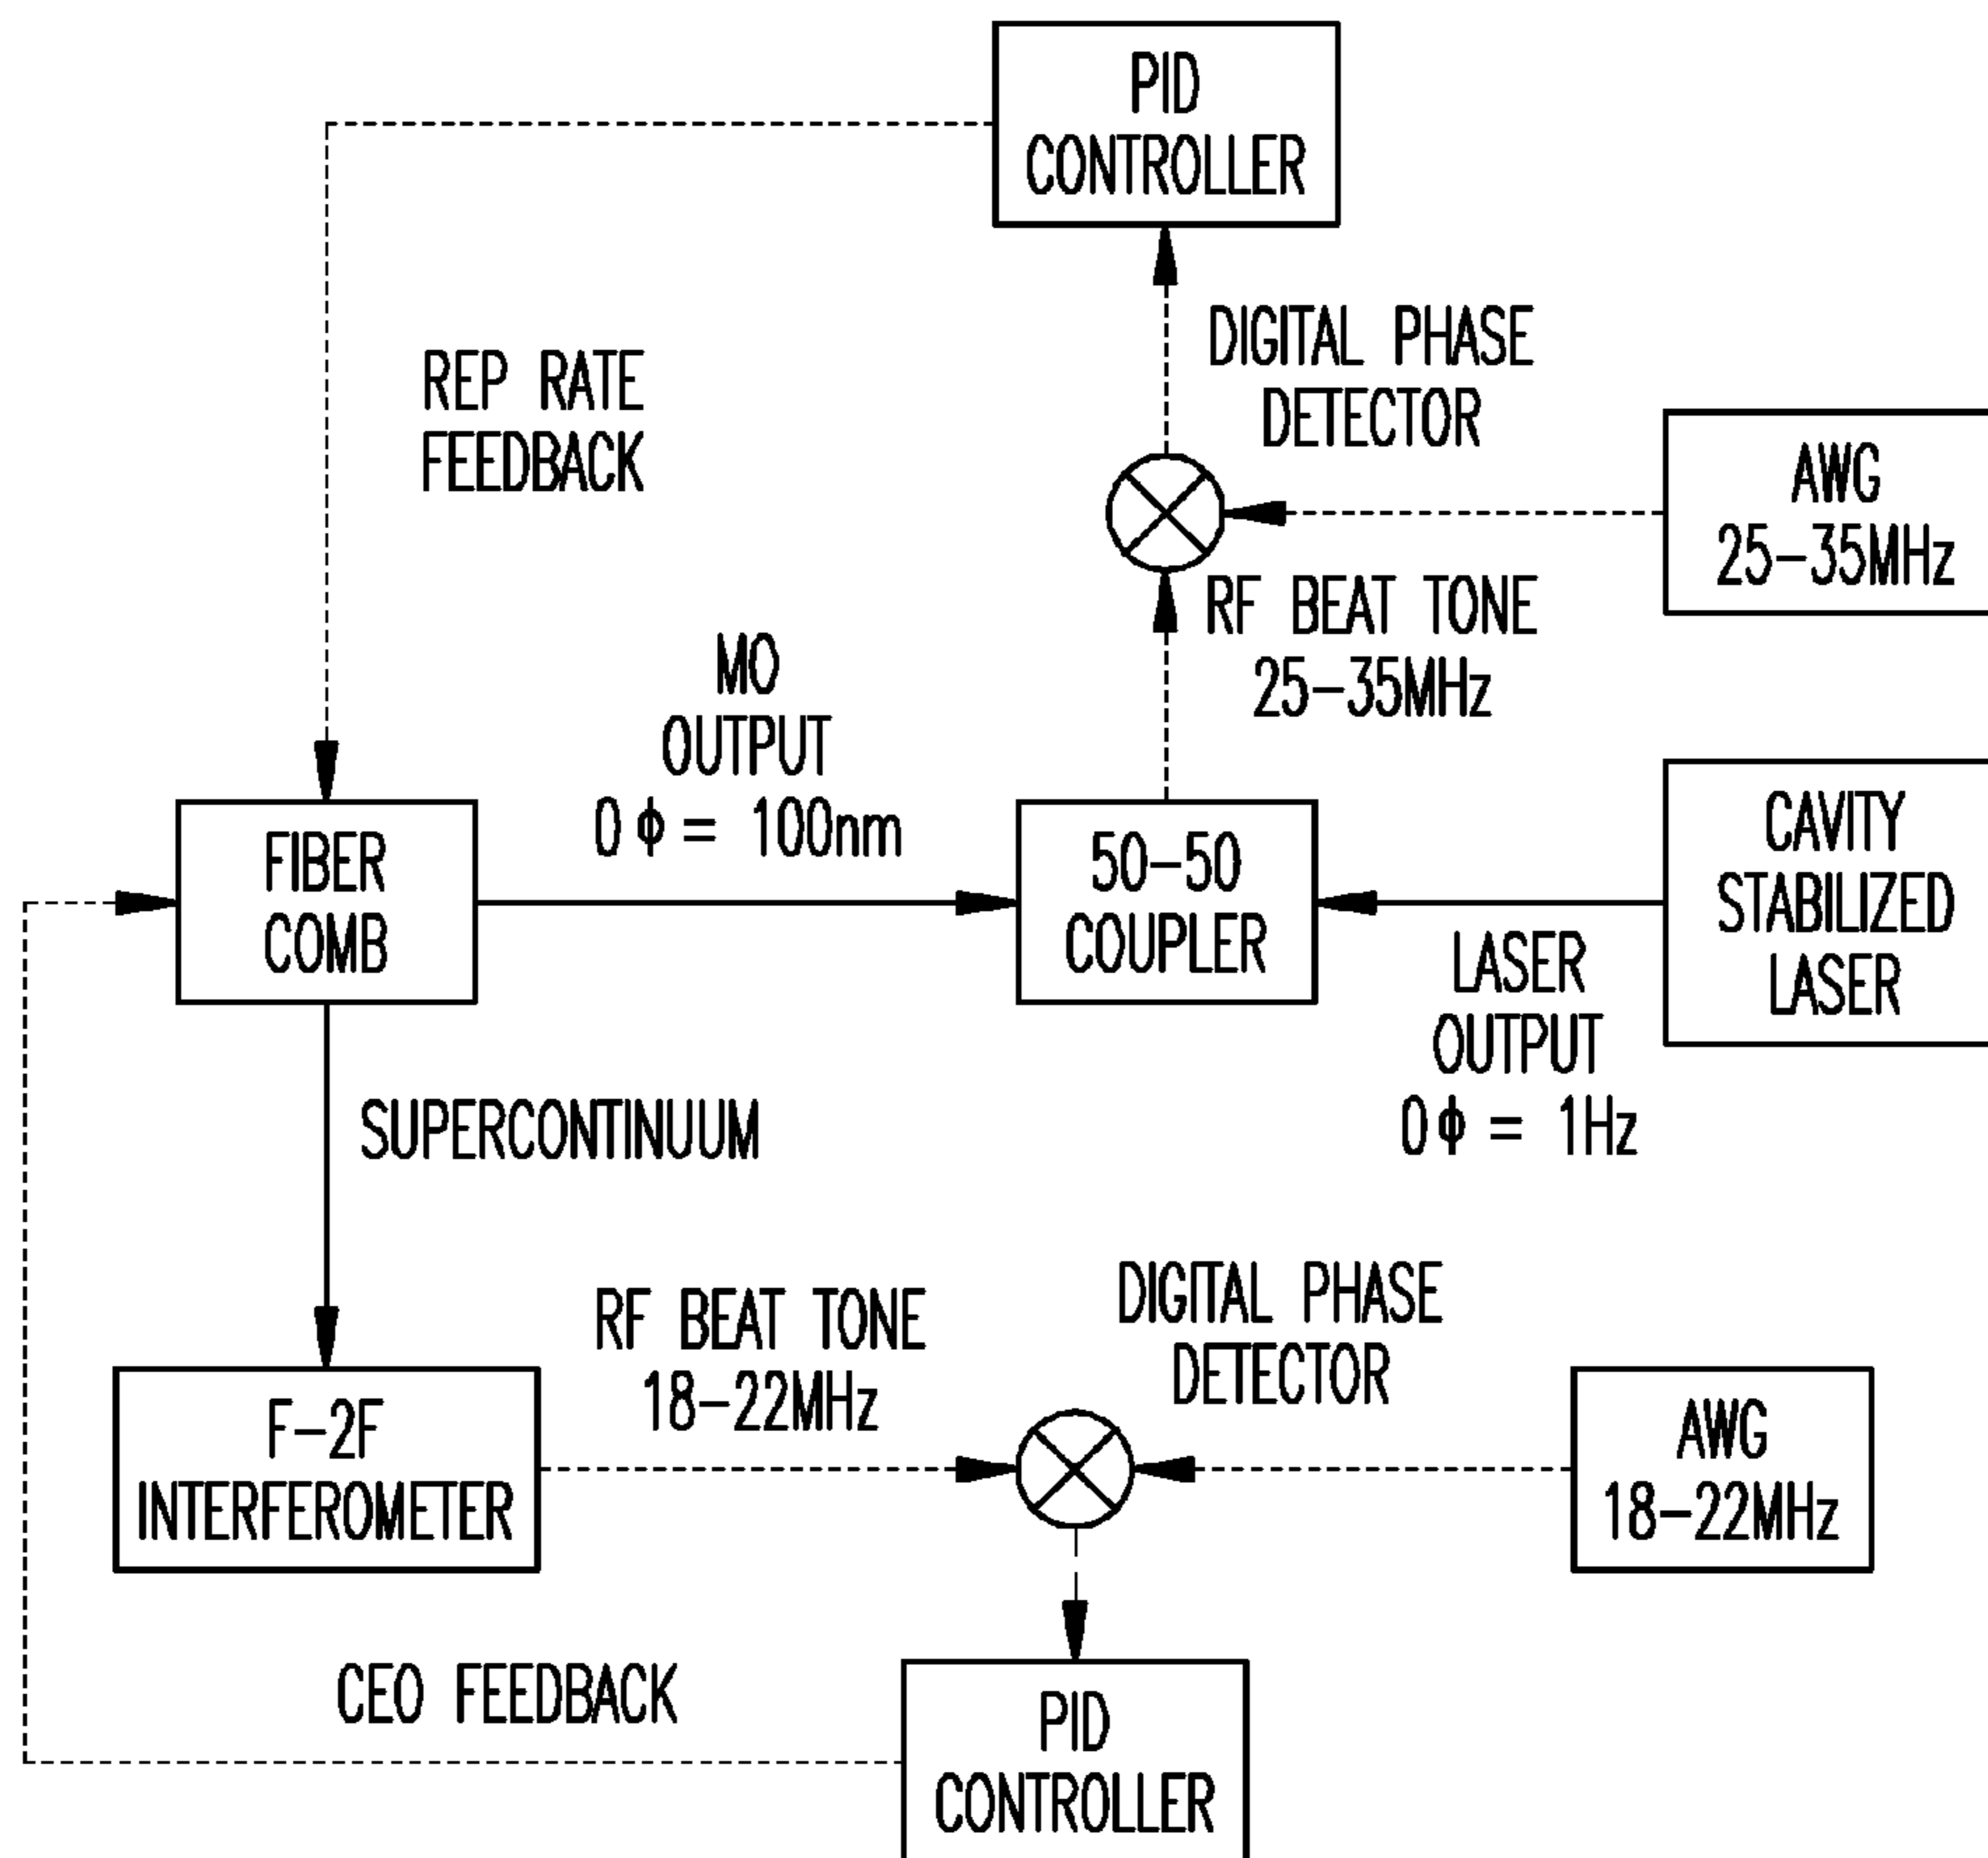 PID
CONTROLLER
REP RATE
FEEDBACK
DIGITAL PHASE
DETECTOR
AWG
25-35MHz
RF BEAT TONE
25-35MHz
MO
OUTPUT
0 ϕ = 100nm
FIBER
COMB
50-50
COUPLER
CAVITY
STABILIZED
LASER
LASER
OUTPUT
0 ϕ = 1Hz
SUPERCONTINUUM
F-2F
INTERFEROMETER
RF BEAT TONE
18-22MHz
DIGITAL PHASE
DETECTOR
AWG
18-22MHz
CEO FEEDBACK
PID
CONTROLLER